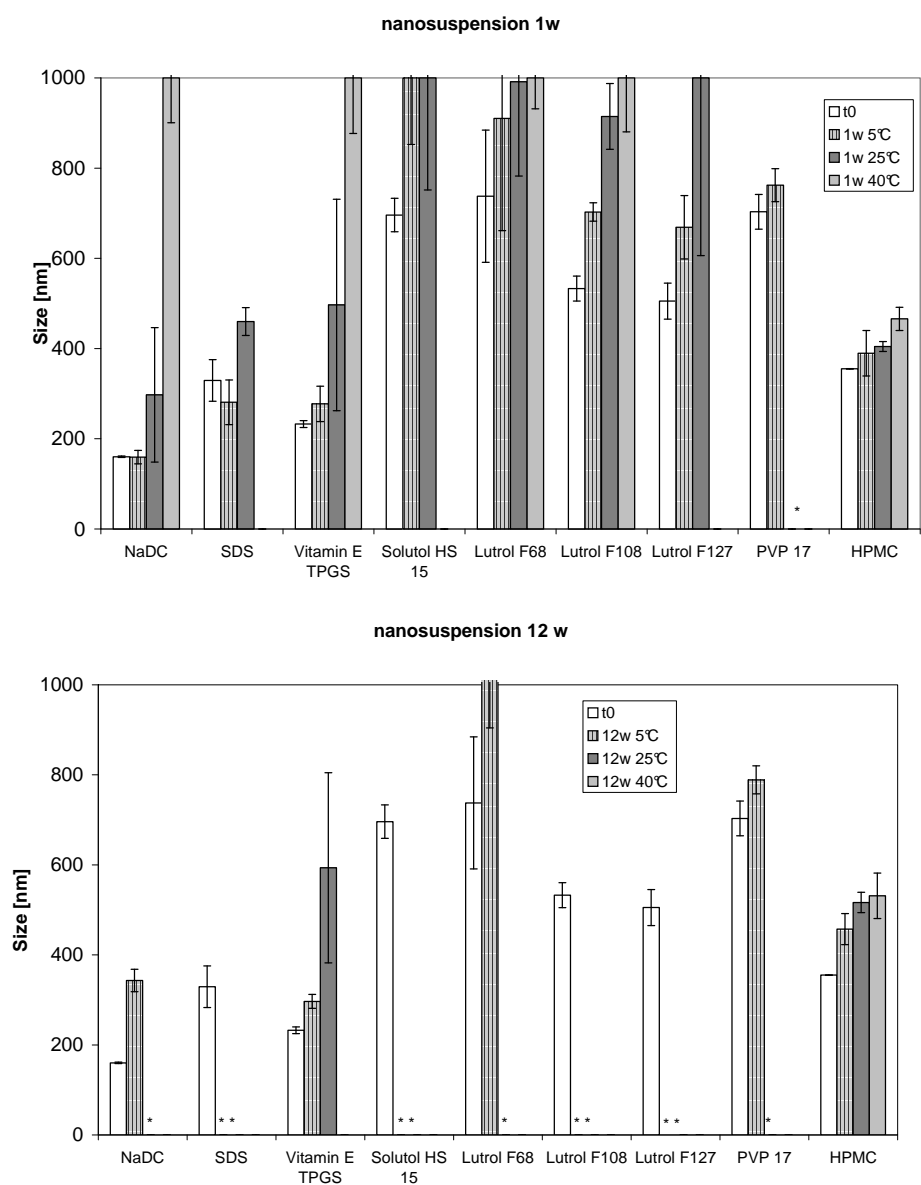 nanosuspension 1w
1000
800
600
400
200
0
Size [nm]
t0
1w 5℃
1w 25℃
1w 40℃
*
NaDC SDS Vitamin E Solutol HS Lutrol F68 Lutrol F108 Lutrol F127 PVP 17 HPMC
TPGS 15
nanosuspension 12 w
1000
800
600
400
200
0
Size [nm]
t0
12w 5℃
12w 25℃
12w 40℃
* * * * * * * * * * *
NaDC SDS Vitamin E Solutol HS Lutrol F68 Lutrol F108 Lutrol F127 PVP 17 HPMC
TPGS 15